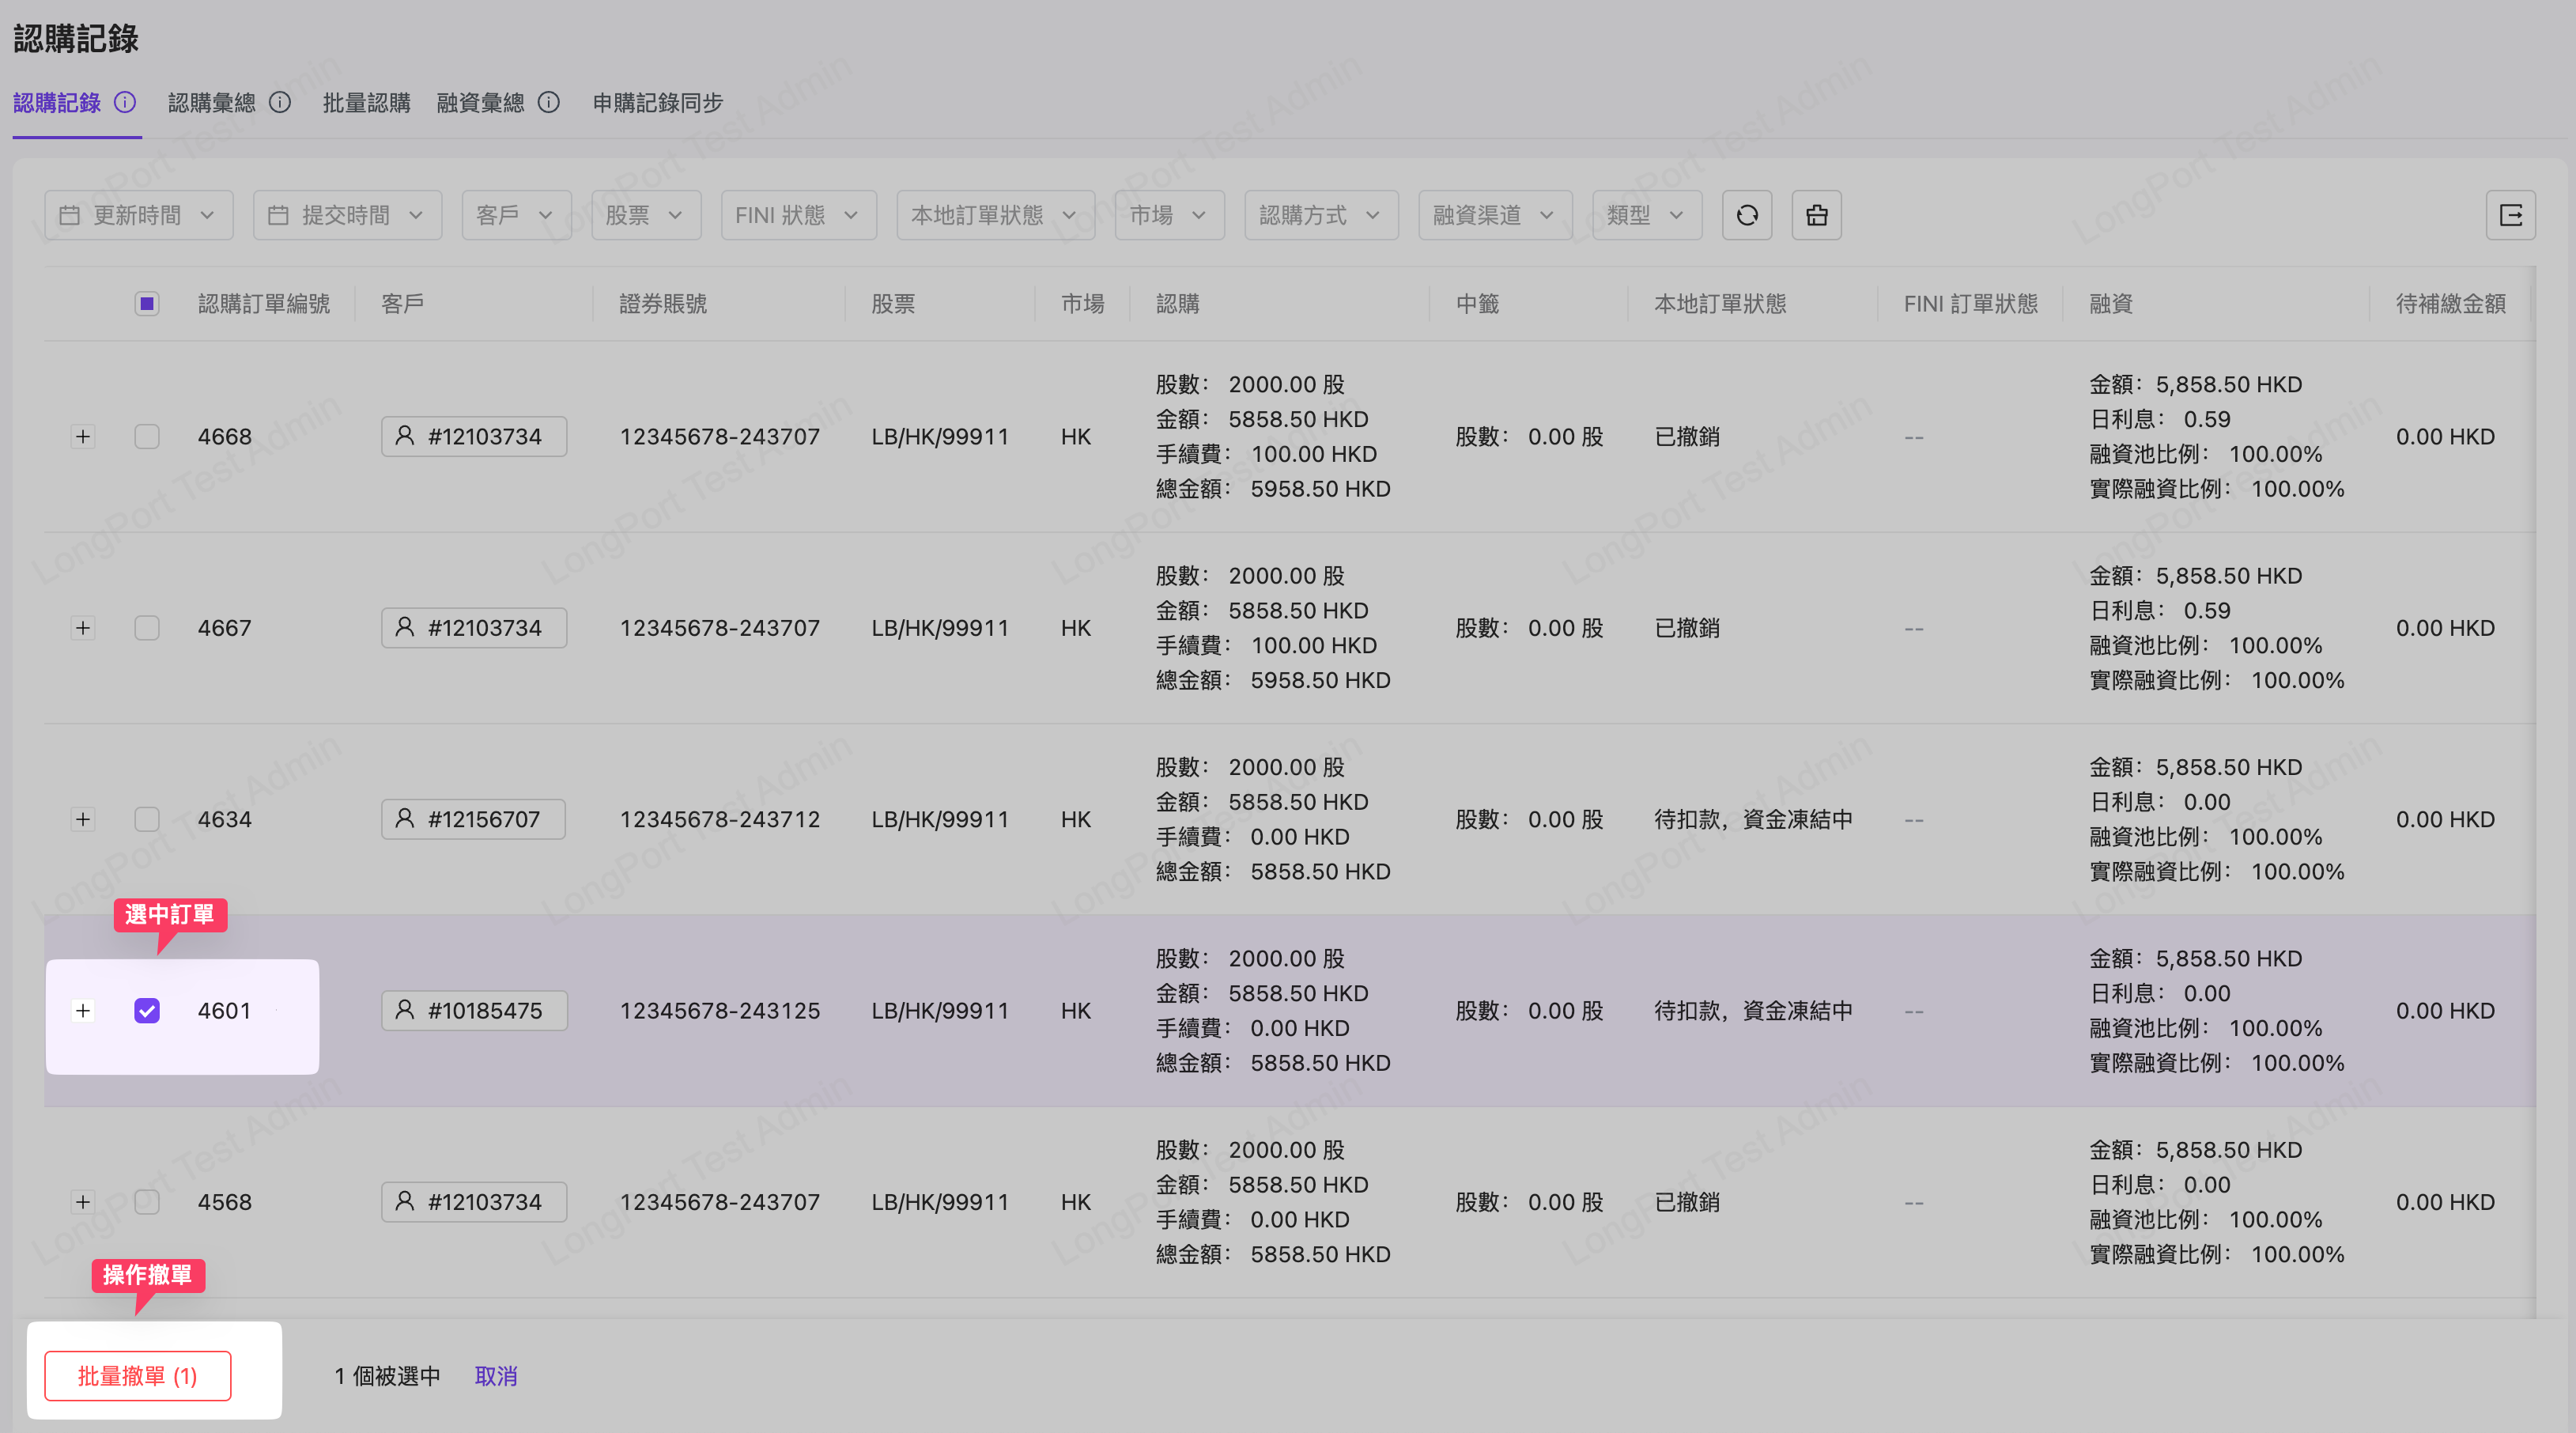 認購記錄
認購記錄 認購彙總 批量認購 融資彙總 申購記錄同步
更新時間 提交時間 客戶 股票 FINI 狀態 本地訂單狀態 市場 認購方式 融資渠道 類型
認購訂單編號 客戶 證券賬號 股票 市場 認購 中籤 本地訂單狀態 FINI 訂單狀態 融資 待補繳金額
4668 #12103734 12345678-243707 LB/HK/99911 HK
股數： 2000.00 股
金額： 5858.50 HKD
手續費： 100.00 HKD
總金額： 5958.50 HKD
股數： 0.00 股 已撤銷 --
金額：5,858.50 HKD
日利息： 0.59
融資池比例： 100.00%
實際融資比例： 100.00%
0.00 HKD
4667 #12103734 12345678-243707 LB/HK/99911 HK
股數： 2000.00 股
金額： 5858.50 HKD
手續費： 100.00 HKD
總金額： 5958.50 HKD
股數： 0.00 股 已撤銷 --
金額：5,858.50 HKD
日利息： 0.59
融資池比例： 100.00%
實際融資比例： 100.00%
0.00 HKD
4634 #12156707 12345678-243712 LB/HK/99911 HK
股數： 2000.00 股
金額： 5858.50 HKD
手續費： 0.00 HKD
總金額： 5858.50 HKD
股數： 0.00 股 待扣款，資金凍結中 --
金額：5,858.50 HKD
日利息： 0.00
融資池比例： 100.00%
實際融資比例： 100.00%
0.00 HKD
選中訂單
4601 #10185475 12345678-243125 LB/HK/99911 HK
股數： 2000.00 股
金額： 5858.50 HKD
手續費： 0.00 HKD
總金額： 5858.50 HKD
股數： 0.00 股 待扣款，資金凍結中 --
金額：5,858.50 HKD
日利息： 0.00
融資池比例： 100.00%
實際融資比例： 100.00%
0.00 HKD
4568 #12103734 12345678-243707 LB/HK/99911 HK
股數： 2000.00 股
金額： 5858.50 HKD
手續費： 0.00 HKD
總金額： 5858.50 HKD
股數： 0.00 股 已撤銷 --
金額：5,858.50 HKD
日利息： 0.00
融資池比例： 100.00%
實際融資比例： 100.00%
0.00 HKD
操作撤單
批量撤單 (1) 1 個被選中 取消
LongPort Test Admin